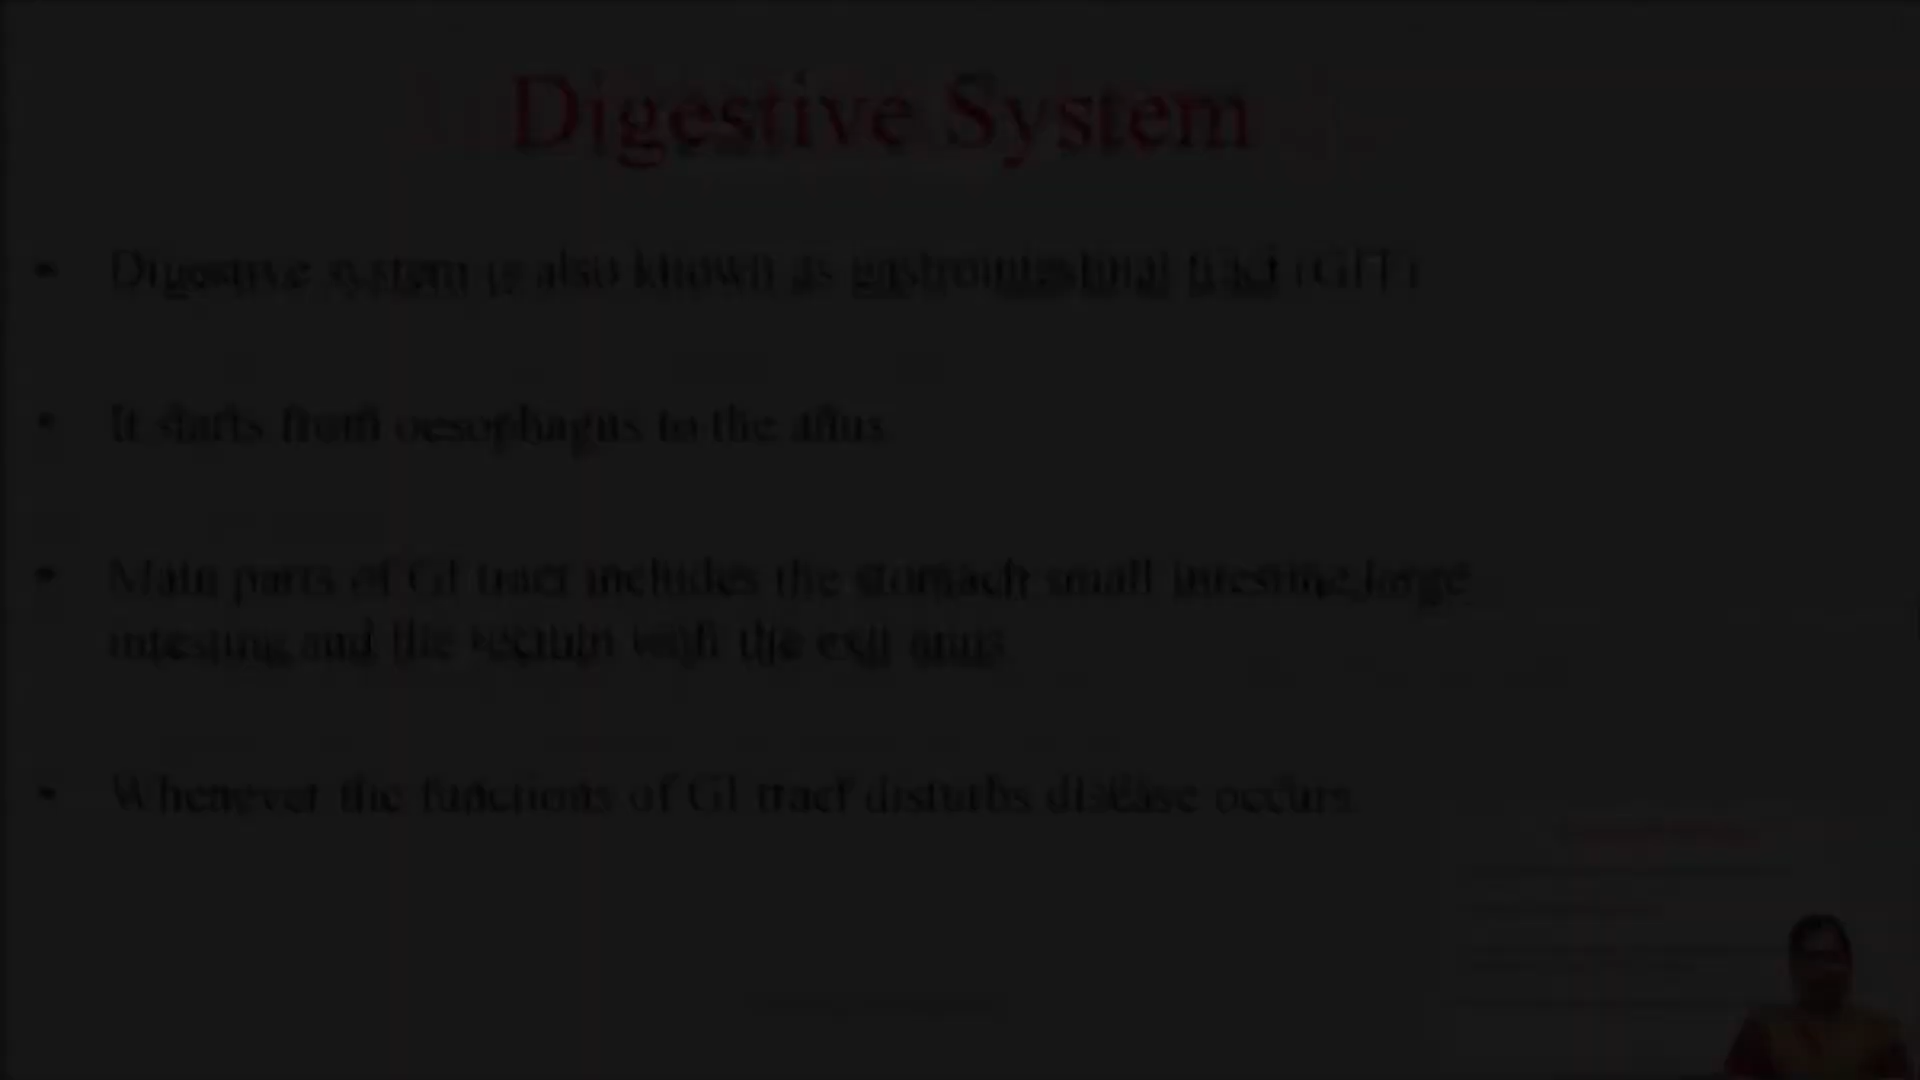 Digestive System
• Digestive system is also known as gastrointestinal tract (GIT)
• It starts from oesophagus to the anus
• Main parts of GI tract includes the stomach small intestine,large
intestine and the rectum with the exit anus
• Whenever the functions of GI tract disturbs disease occurs